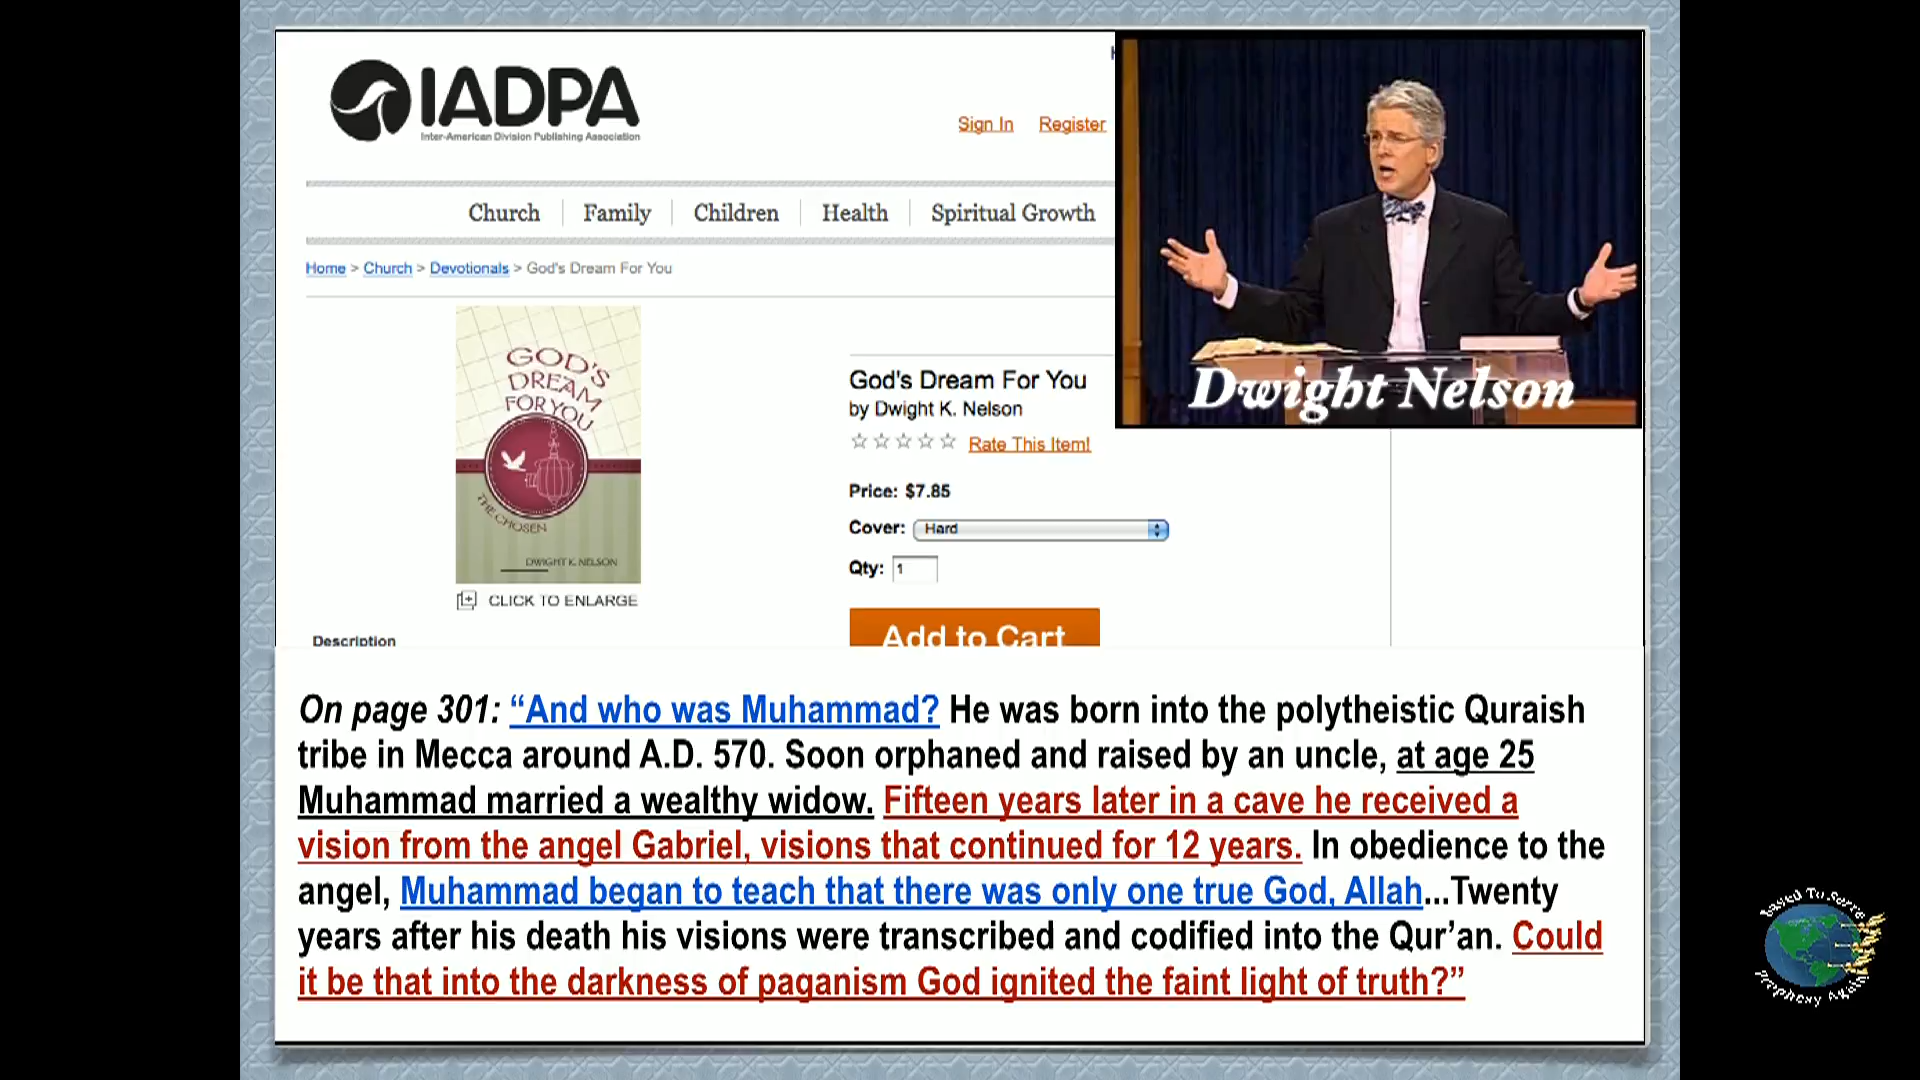 IADPA
Inter-American Division Publishing Association
Sign In Register
Church Family Children Health Spiritual Growth
Home > Church > Devotionals > God's Dream For You
GOD'S
DREAM
FOR YOU
THE CHOSEN
DWIGHT K. NELSON
CLICK TO ENLARGE
Description
God's Dream For You
by Dwight K. Nelson
Rate This Item!
Price: $7.85
Cover: Hard
Qty: 1
Add to Cart
Dwight Nelson
On page 301: “And who was Muhammad? He was born into the polytheistic Quraish
tribe in Mecca around A.D. 570. Soon orphaned and raised by an uncle, at age 25
Muhammad married a wealthy widow. Fifteen years later in a cave he received a
vision from the angel Gabriel, visions that continued for 12 years. In obedience to the
angel, Muhammad began to teach that there was only one true God, Allah...Twenty
years after his death his visions were transcribed and codified into the Qur’an. Could
it be that into the darkness of paganism God ignited the faint light of truth?”
Prophecy Again